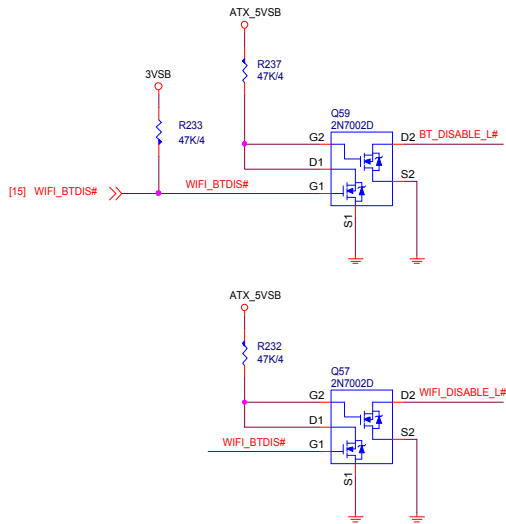 ATX_5VSB
R237
47K/4
3VSB
R233
47K/4
Q59
2N7002D
G2
D2
BT_DISABLE_L#
D1
S2
[15] WIFI_BTDIS#
WIFI_BTDIS#
G1
S1
ATX_5VSB
R232
47K/4
Q57
2N7002D
G2
D2
WIFI_DISABLE_L#
D1
S2
WIFI_BTDIS#
G1
S1